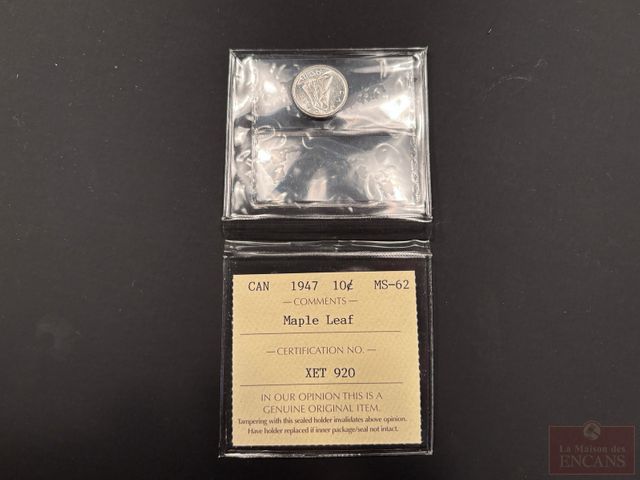 CAN 1947 10¢ MS-62
— COMMENTS —
Maple Leaf
— CERTIFICATION NO. —
XET 920
IN OUR OPINION THIS IS A
GENUINE ORIGINAL ITEM.
Tampering with this sealed holder invalidates above opinion.
Have holder replaced if inner package/seal not intact.
La Maison des
ENCANS